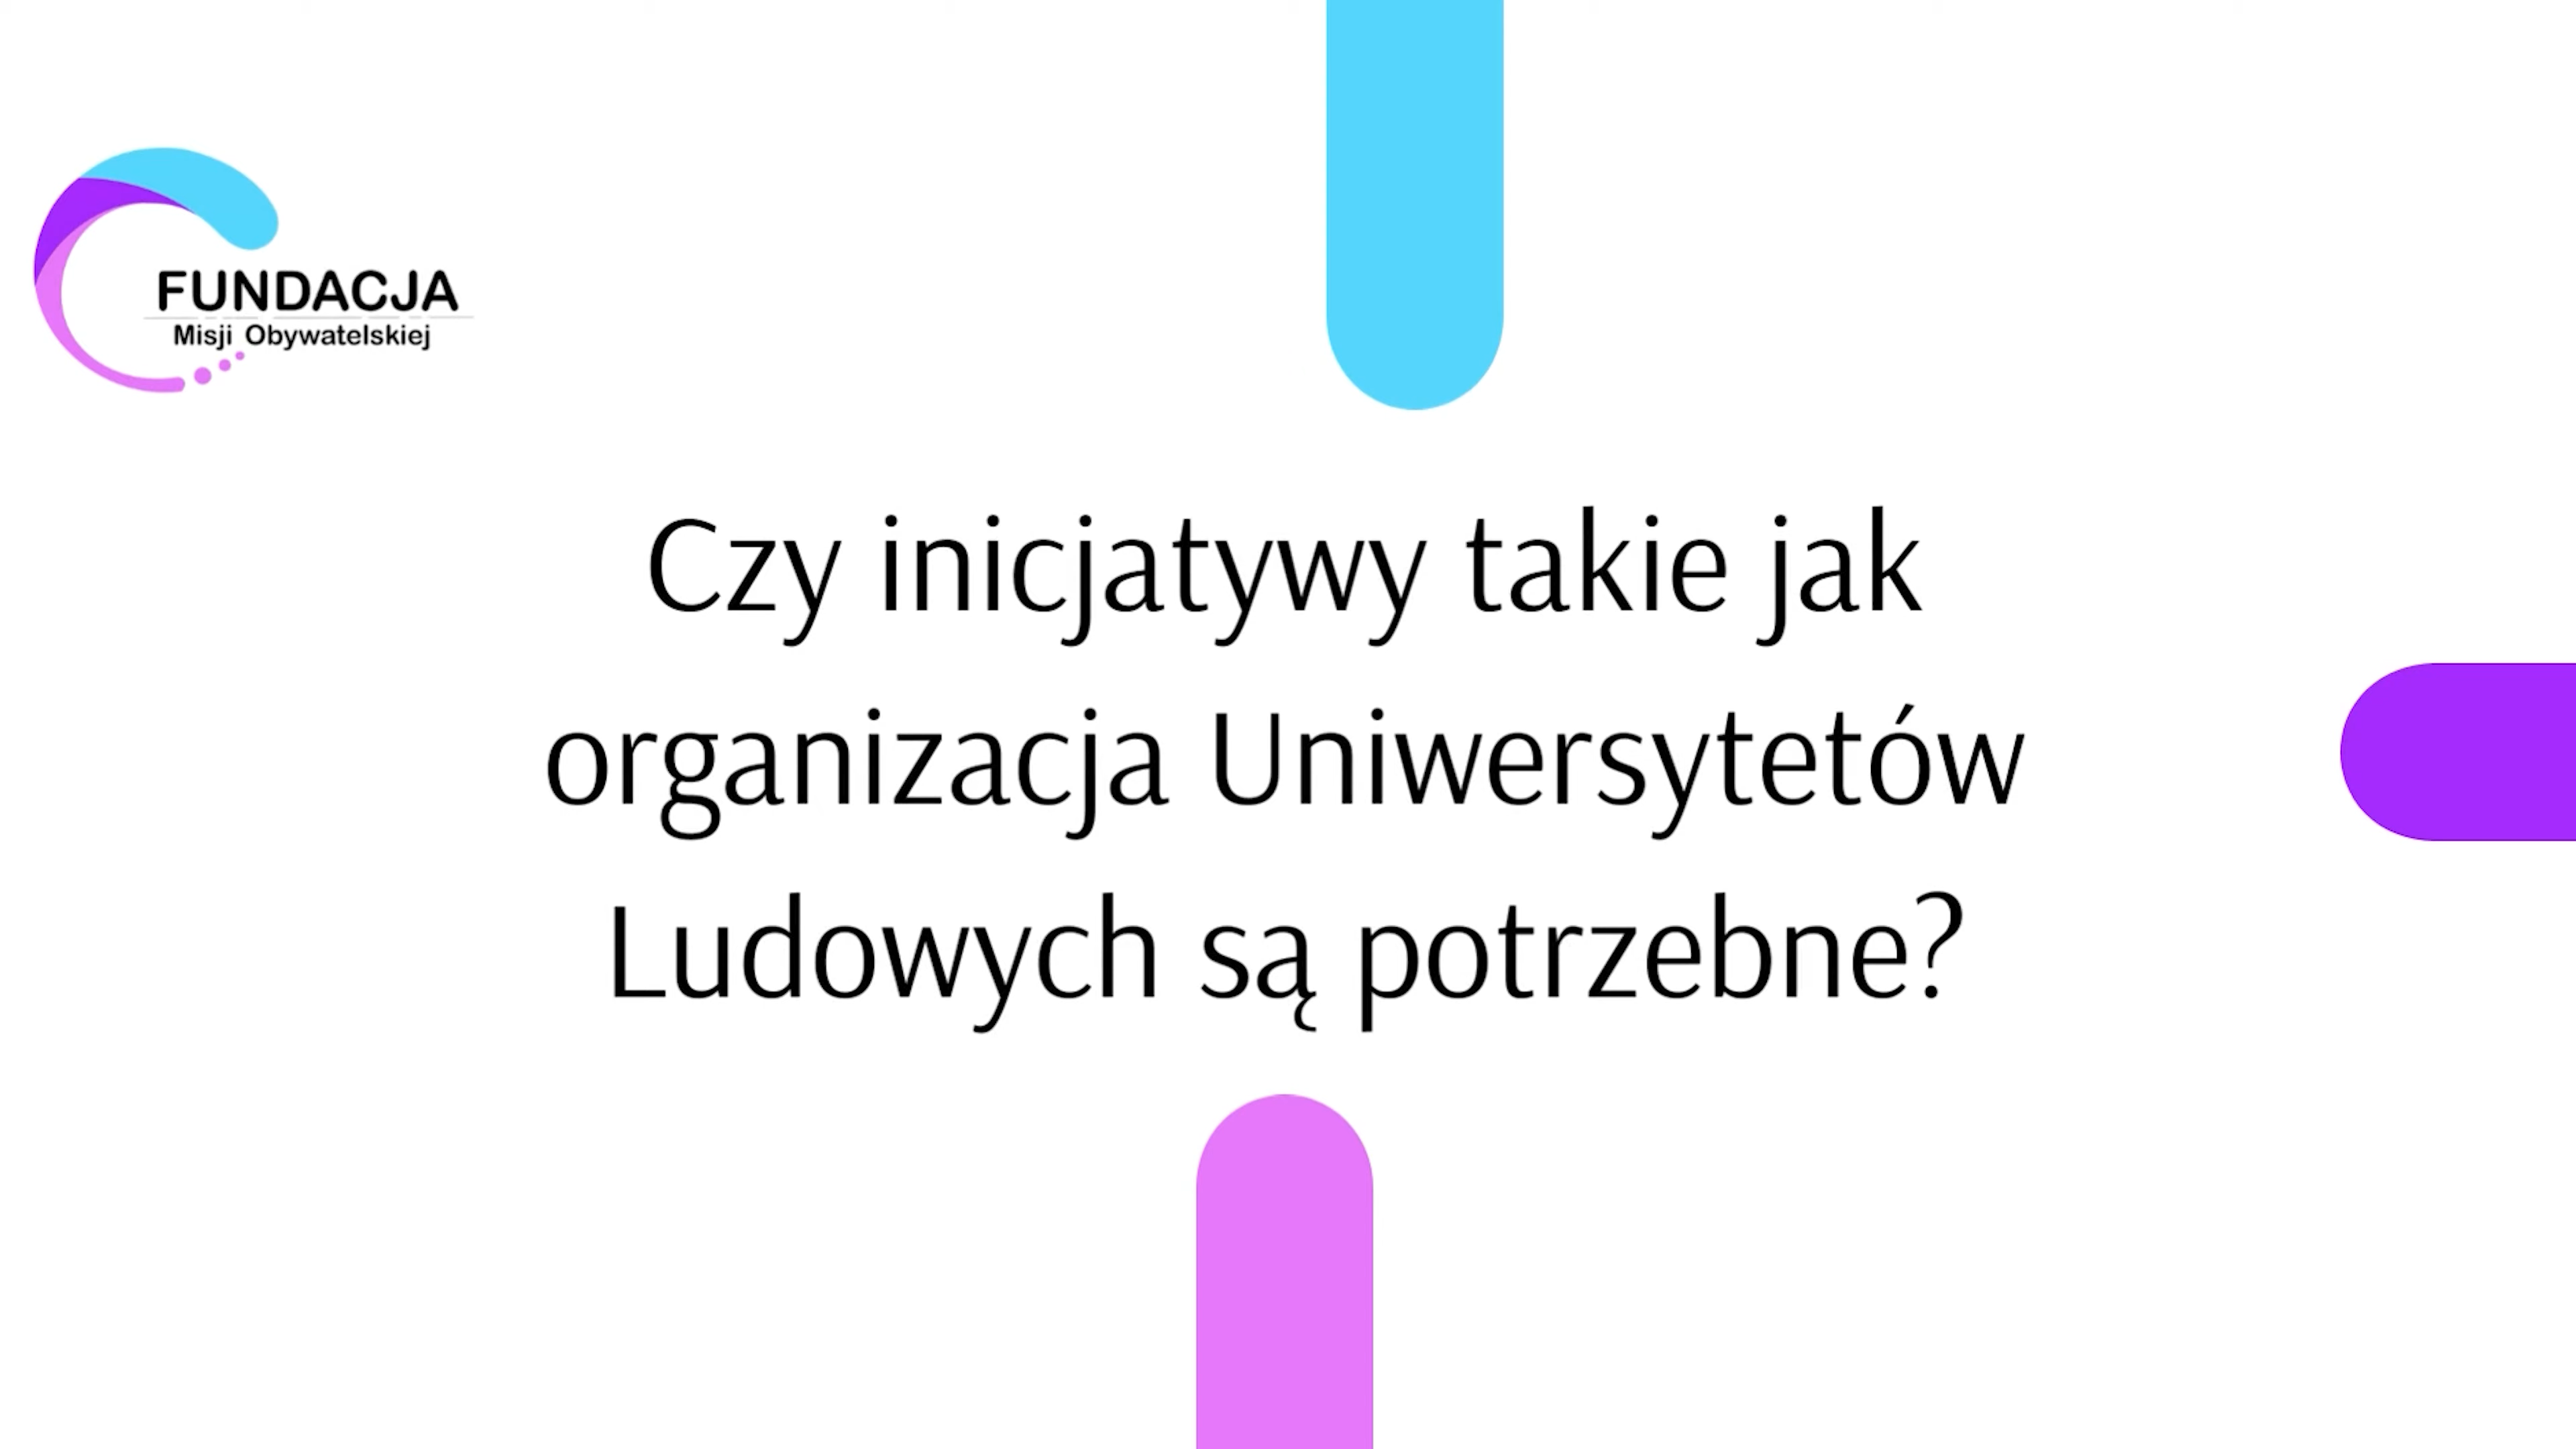 FUNDACJA
Misji Obywatelskiej
Czy inicjatywy takie jak
organizacja Uniwersytetów
Ludowych są potrzebne?